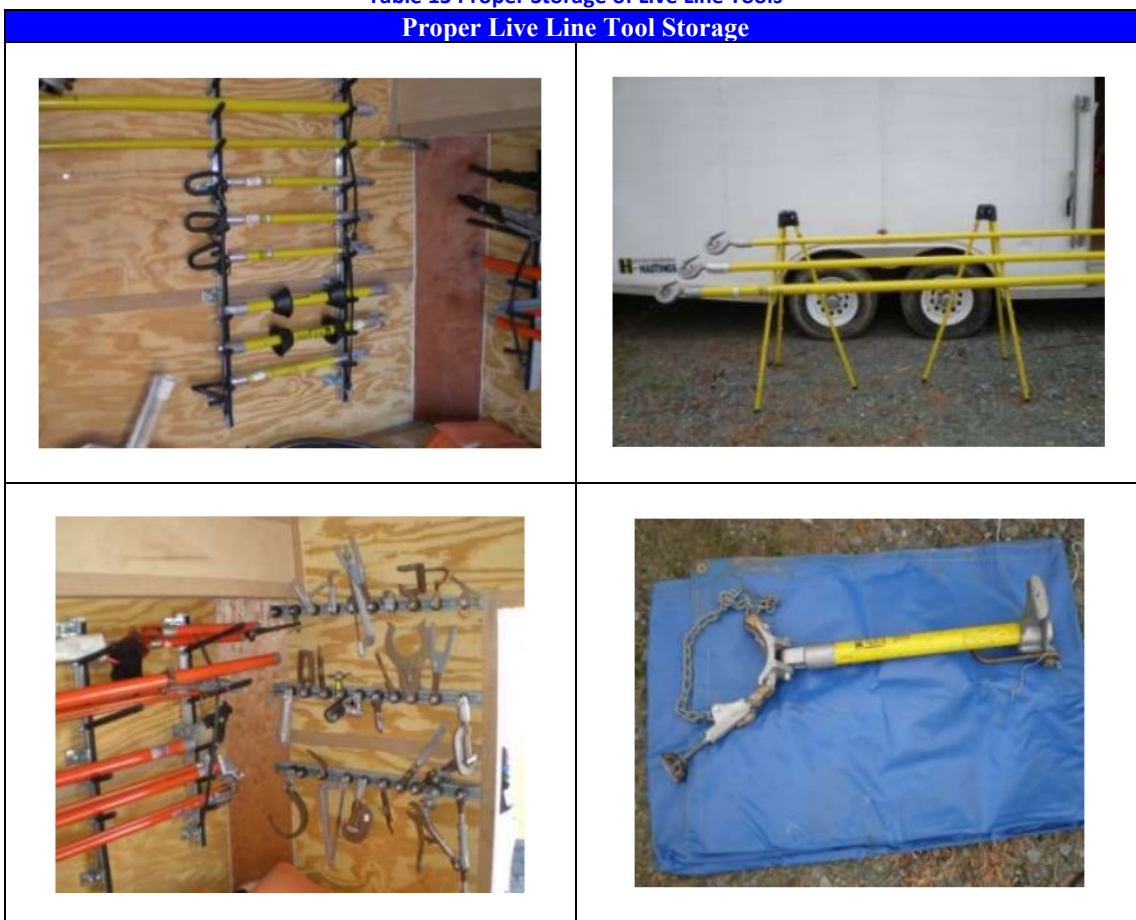 Table 15 Proper Storage of Live Line Tools
Proper Live Line Tool Storage
HASTINGS